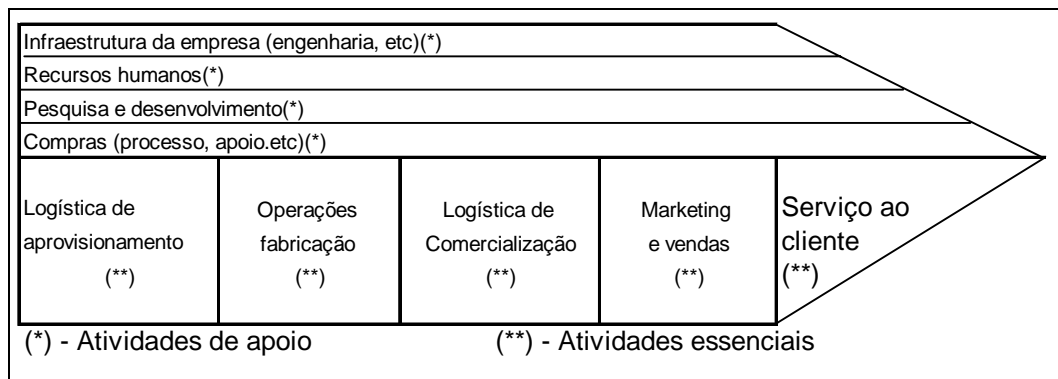 Infraestrutura da empresa (engenharia, etc)(*)
Recursos humanos(*)
Pesquisa e desenvolvimento(*)
Compras (processo, apoio.etc)(*)
Logística de
aprovisionamento
(**)
Operações
fabricação
(**)
Logística de
Comercialização
(**)
Marketing
e vendas
(**)
Serviço ao
cliente
(**)
(*) - Atividades de apoio
(**) - Atividades essenciais